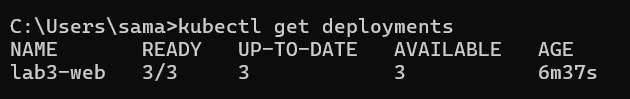 C:\Users\sama>kubectl get deployments
NAME READY UP-TO-DATE AVAILABLE AGE
lab3-web 3/3 3 3 6m37s